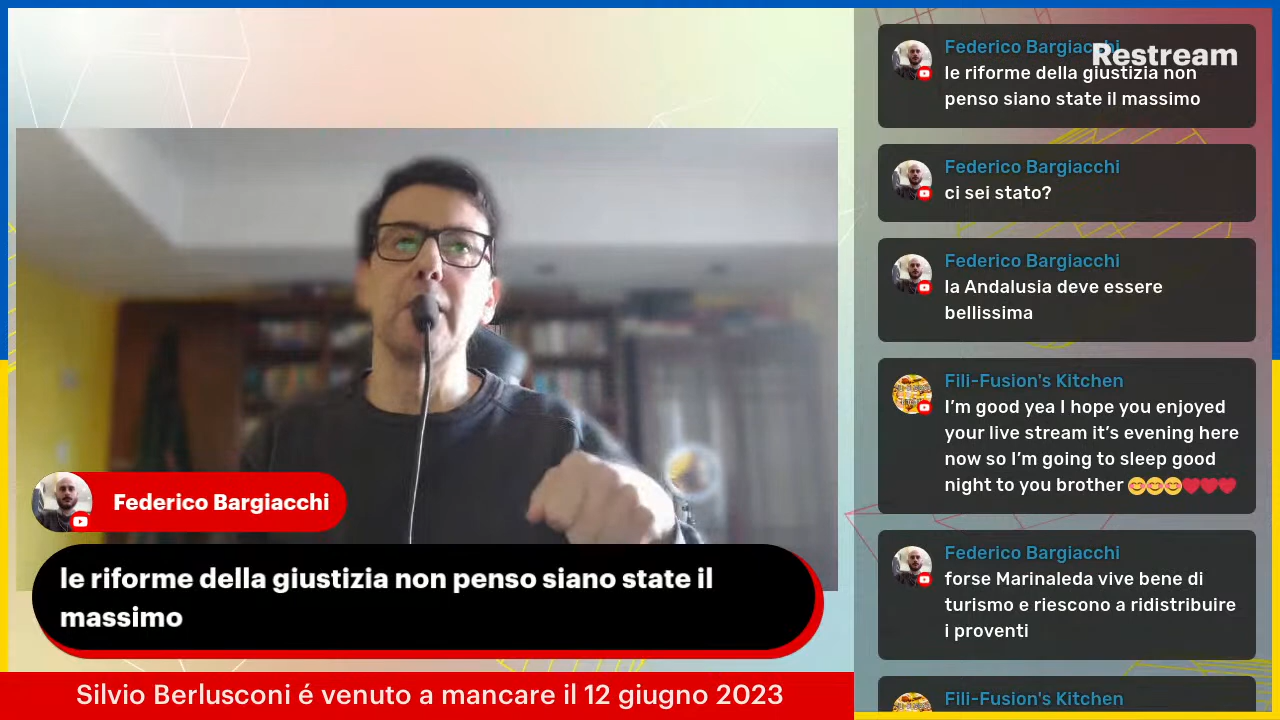 Federico Bargiacchi
le riforme della giustizia non penso siano state il
massimo
Silvio Berlusconi é venuto a mancare il 12 giugno 2023
Restream
Federico Bargiacchi
le riforme della giustizia non
penso siano state il massimo
Federico Bargiacchi
ci sei stato?
Federico Bargiacchi
la Andalusia deve essere
bellissima
Fili-Fusion's Kitchen
I’m good yea I hope you enjoyed
your live stream it’s evening here
now so I’m going to sleep good
night to you brother 😊😊😊❤️❤️❤️
Federico Bargiacchi
forse Marinaleda vive bene di
turismo e riescono a ridistribuire
i proventi
Fili-Fusion's Kitchen